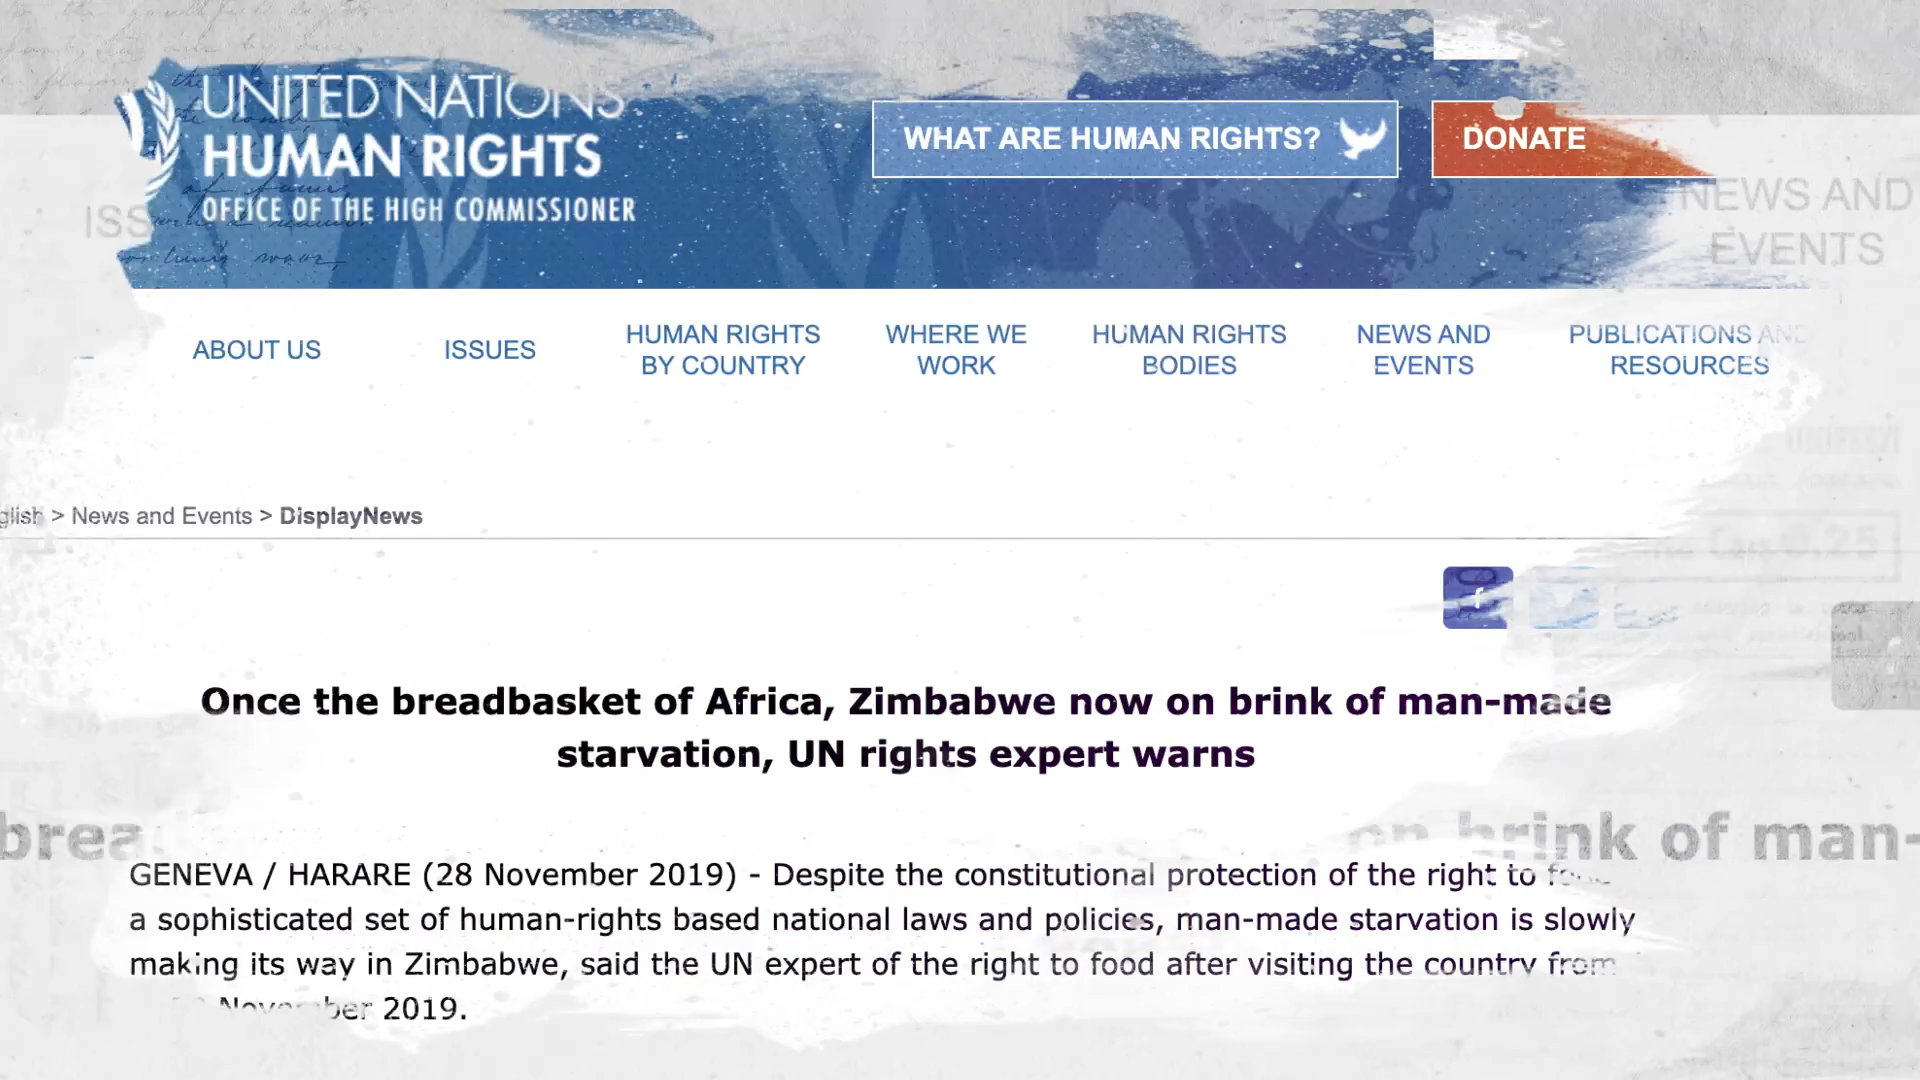 UNITED NATIONS
HUMAN RIGHTS
OFFICE OF THE HIGH COMMISSIONER
WHAT ARE HUMAN RIGHTS?
DONATE
NEWS AND
EVENTS
ABOUT US
ISSUES
HUMAN RIGHTS
BY COUNTRY
WHERE WE
WORK
HUMAN RIGHTS
BODIES
NEWS AND
EVENTS
PUBLICATIONS AND
RESOURCES
> News and Events > DisplayNews
f
Once the breadbasket of Africa, Zimbabwe now on brink of man-made
starvation, UN rights expert warns
on brink of man-
GENEVA / HARARE (28 November 2019) - Despite the constitutional protection of the right to
a sophisticated set of human-rights based national laws and policies, man-made starvation is slowly
making its way in Zimbabwe, said the UN expert of the right to food after visiting the country from
November 2019.